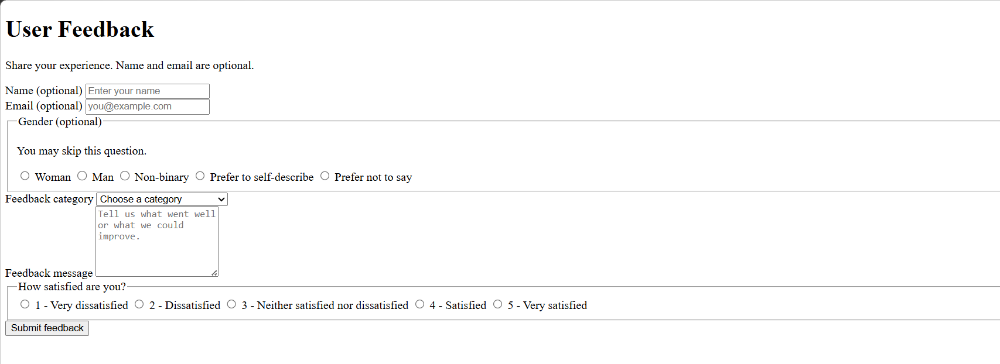 User Feedback
Share your experience. Name and email are optional.
Name (optional) Enter your name
Email (optional) you@example.com
Gender (optional)
You may skip this question.
Woman Man Non-binary Prefer to self-describe Prefer not to say
Feedback category Choose a category
Tell us what went well
or what we could
improve.
Feedback message
How satisfied are you?
1 - Very dissatisfied 2 - Dissatisfied 3 - Neither satisfied nor dissatisfied 4 - Satisfied 5 - Very satisfied
Submit feedback